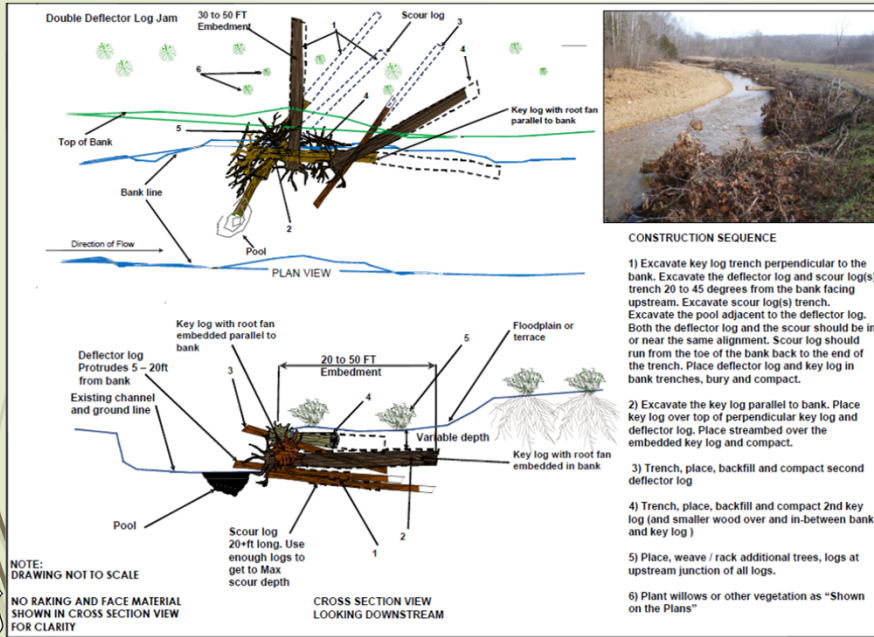 Double Deflector Log Jam
30 to 50 FT
Embedment
1
Scour log
3
4
6
Key log with root fan
parallel to bank
5
4
Top of Bank
Bank line
2
Direction of Flow
Pool
PLAN VIEW
Key log with root fan
embedded parallel to
bank
Floodplain or
terrace
5
20 to 50 FT
Embedment
Deflector log
Protrudes 5 – 20ft
from bank
3
4
Existing channel
and ground line
Variable depth
Key log with root fan
embedded in bank
Pool
Scour log
20+ft long. Use
enough logs to
get to Max
scour depth
1
2
NOTE:
DRAWING NOT TO SCALE
NO RAKING AND FACE MATERIAL
SHOWN IN CROSS SECTION VIEW
FOR CLARITY
CROSS SECTION VIEW
LOOKING DOWNSTREAM
CONSTRUCTION SEQUENCE
1) Excavate key log trench perpendicular to the
bank. Excavate the deflector log and scour log(s)
trench 20 to 45 degrees from the bank facing
upstream. Excavate scour log(s) trench.
Excavate the pool adjacent to the deflector log.
Both the deflector log and the scour should be in
or near the same alignment. Scour log should
run from the toe of the bank back to the end of
the trench. Place deflector log and key log in
bank trenches, bury and compact.
2) Excavate the key log parallel to bank. Place
key log over top of perpendicular key log and
deflector log. Place streambed over the
embedded key log and compact.
3) Trench, place, backfill and compact second
deflector log
4) Trench, place, backfill and compact 2nd key
log (and smaller wood over and in-between bank
and key log )
5) Place, weave / rack additional trees, logs at
upstream junction of all logs.
6) Plant willows or other vegetation as “Shown
on the Plans”